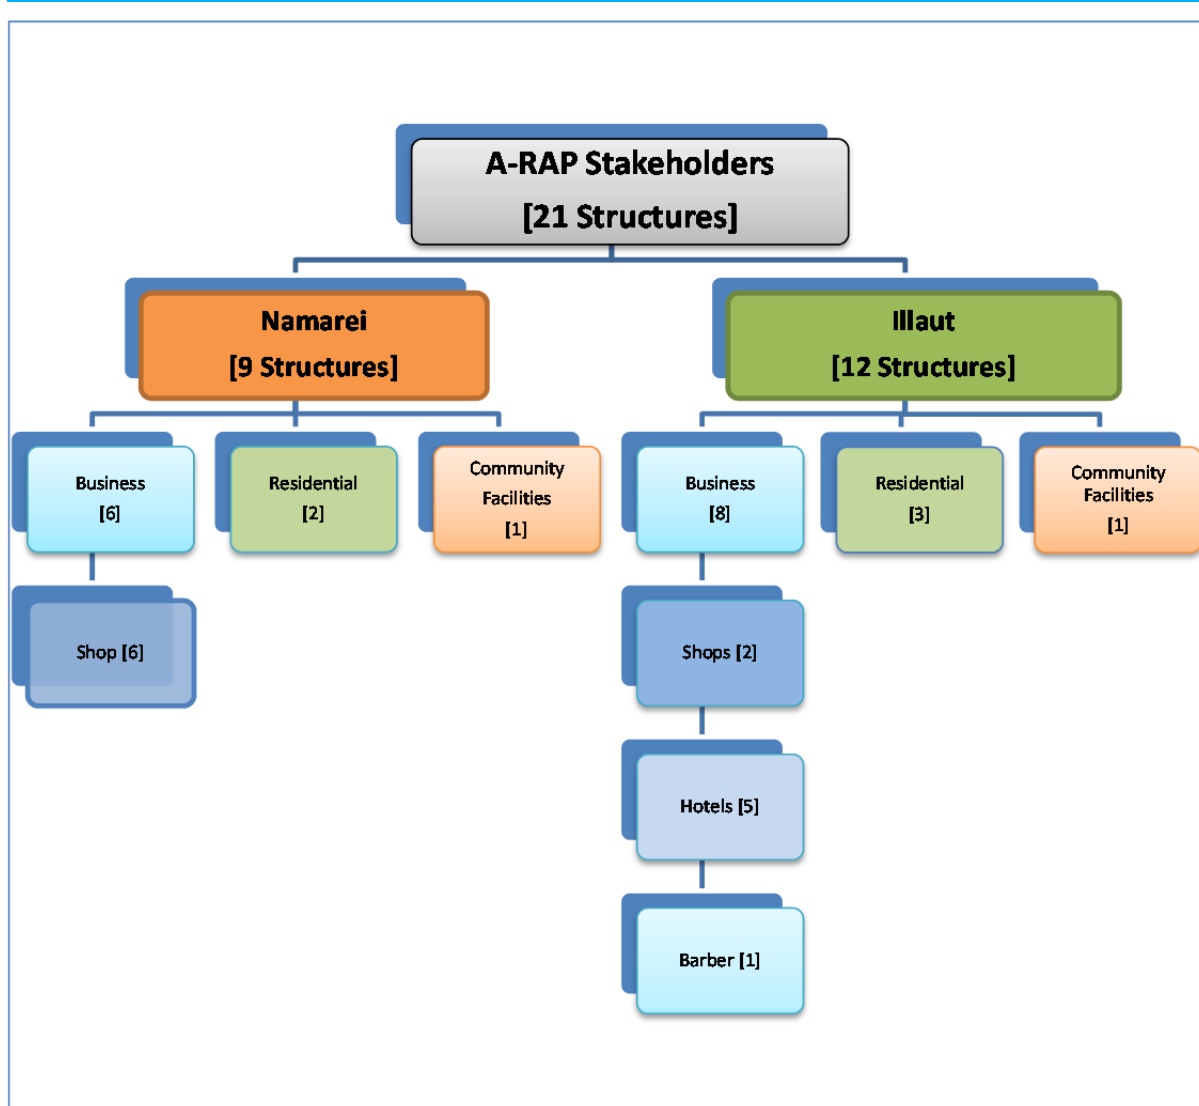 A-RAP Stakeholders
[21 Structures]
Namarei
[9 Structures]
Illaut
[12 Structures]
Business
[6]
Residential
[2]
Community
Facilities
[1]
Business
[8]
Residential
[3]
Community
Facilities
[1]
Shop [6]
Shops [2]
Hotels [5]
Barber [1]